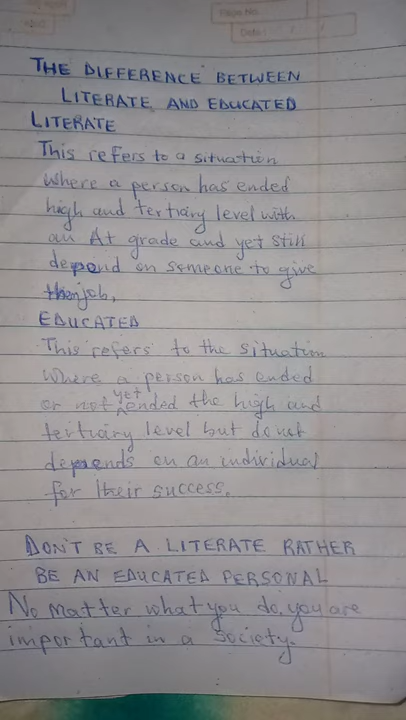 Page No.
Date: / /
THE DIFFERENCE BETWEEN
LITERATE AND EDUCATED
LITERATE
This refers to a situation
where a person has ended
high and tertiary level with
an At grade and yet still
depend on someone to give
them job.
EDUCATED
This refers to the situation
where a person has ended
or not yet ended the high and
tertiary level but do not
depends on an individual
for their success.
DON'T BE A LITERATE RATHER
BE AN EDUCATED PERSONAL
No matter what you do, you are
important in a society.